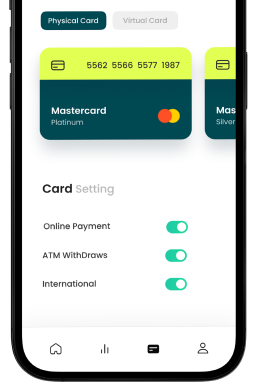 Physical Card Virtual Card
5562 5566 5577 1987
Mastercard Mas
Platinum Silver
Card Setting
Online Payment
ATM WithDraws
International